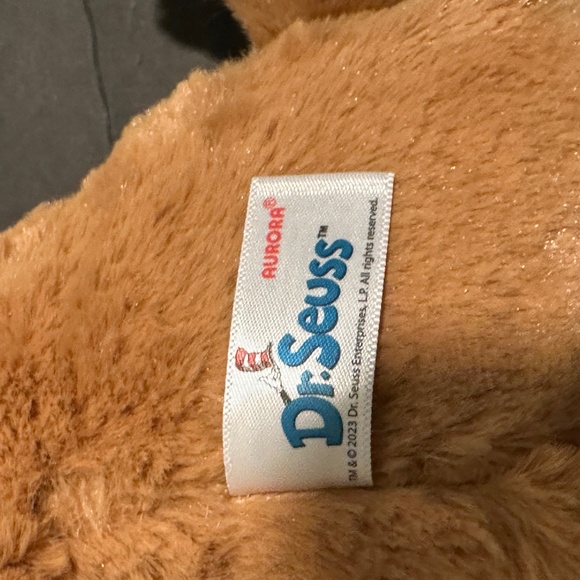 AURORA®
Dr. Seuss™
TM & © 2023 Dr. Seuss Enterprises, L.P. All rights reserved.